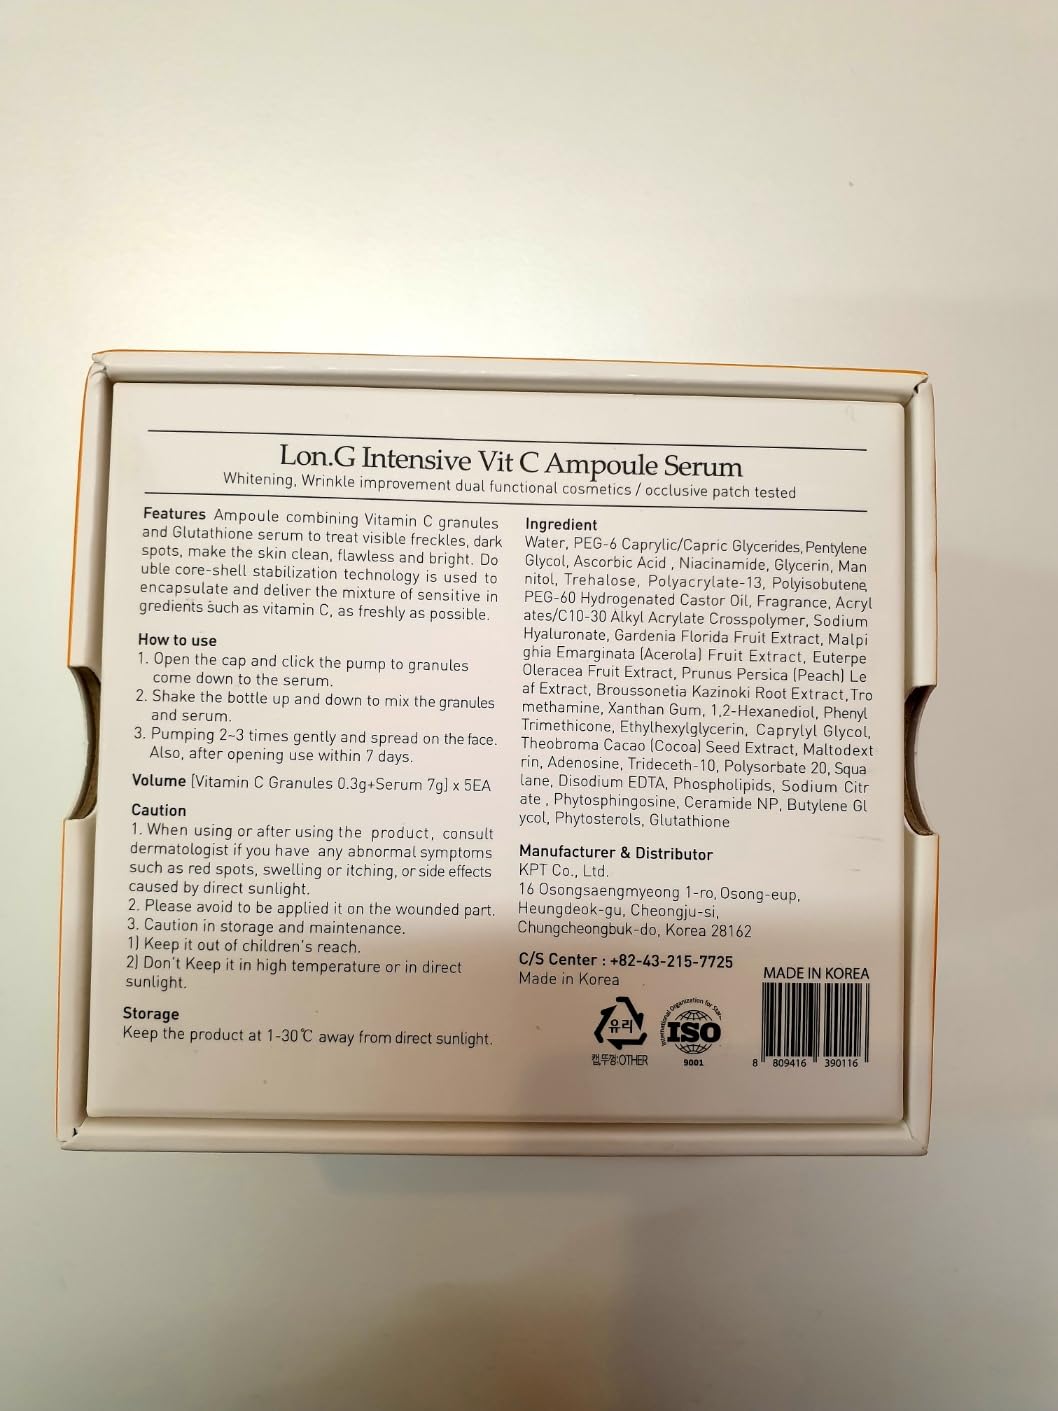 Lon.G Intensive Vit C Ampoule Serum
Whitening, Wrinkle improvement dual functional cosmetics / occlusive patch tested
Features Ampoule combining Vitamin C granules
and Glutathione serum to treat visible freckles, dark
spots, make the skin clean, flawless and bright. Do
uble core-shell stabilization technology is used to
encapsulate and deliver the mixture of sensitive in
gredients such as vitamin C, as freshly as possible.
How to use
1. Open the cap and click the pump to granules
come down to the serum.
2. Shake the bottle up and down to mix the granules
and serum.
3. Pumping 2~3 times gently and spread on the face.
Also, after opening use within 7 days.
Volume [Vitamin C Granules 0.3g+Serum 7g] x 5EA
Caution
1. When using or after using the product, consult
dermatologist if you have any abnormal symptoms
such as red spots, swelling or itching, or side effects
caused by direct sunlight.
2. Please avoid to be applied it on the wounded part.
3. Caution in storage and maintenance.
1) Keep it out of children's reach.
2) Don't Keep it in high temperature or in direct
sunlight.
Storage
Keep the product at 1-30℃ away from direct sunlight.
Ingredient
Water, PEG-6 Caprylic/Capric Glycerides, Pentylene
Glycol, Ascorbic Acid , Niacinamide, Glycerin, Man
nitol, Trehalose, Polyacrylate-13, Polyisobutene,
PEG-60 Hydrogenated Castor Oil, Fragrance, Acryl
ates/C10-30 Alkyl Acrylate Crosspolymer, Sodium
Hyaluronate, Gardenia Florida Fruit Extract, Malpi
ghia Emarginata (Acerola) Fruit Extract, Euterpe
Oleracea Fruit Extract, Prunus Persica (Peach) Le
af Extract, Broussonetia Kazinoki Root Extract, Tro
methamine, Xanthan Gum, 1,2-Hexanediol, Phenyl
Trimethicone, Ethylhexylglycerin, Caprylyl Glycol,
Theobroma Cacao (Cocoa) Seed Extract, Maltodext
rin, Adenosine, Trideceth-10, Polysorbate 20, Squa
lane, Disodium EDTA, Phospholipids, Sodium Citr
ate , Phytosphingosine, Ceramide NP, Butylene Gl
ycol, Phytosterols, Glutathione
Manufacturer & Distributor
KPT Co., Ltd.
16 Osongsaengmyeong 1-ro, Osong-eup,
Heungdeok-gu, Cheongju-si,
Chungcheongbuk-do, Korea 28162
C/S Center : +82-43-215-7725
Made in Korea
유리
캡,뚜껑:OTHER
International Organization for
ISO
9001
MADE IN KOREA
8 809416 390116